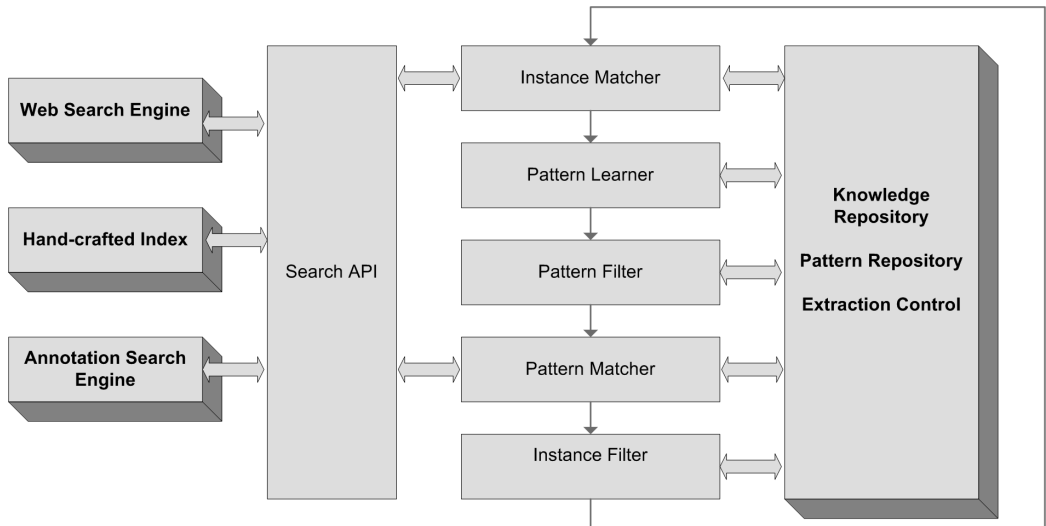 Web Search Engine
Hand-crafted Index
Annotation Search
Engine
Search API
Instance Matcher
Pattern Learner
Pattern Filter
Pattern Matcher
Instance Filter
Knowledge
Repository
Pattern Repository
Extraction Control